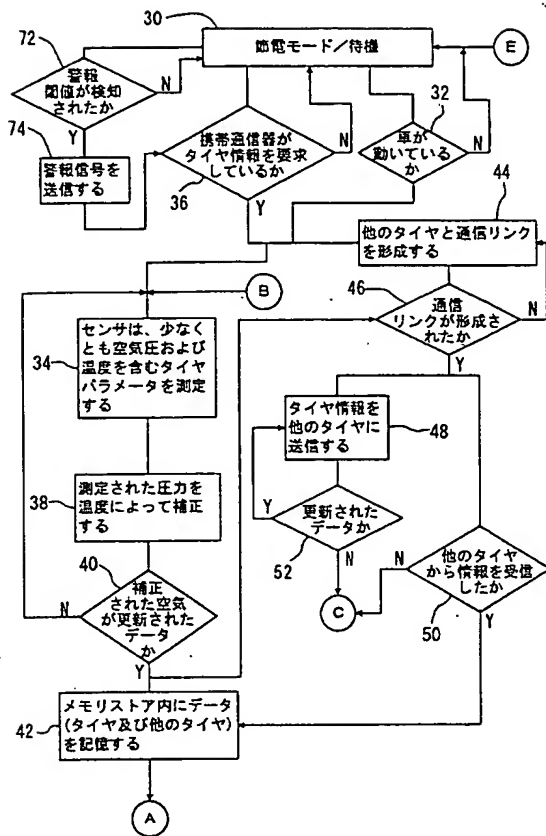 30
節電モード/待機
E
72
警報
閾値が検知
されたか
N
Y
74
警報信号を
送信する
携帯通信器が
タイヤ情報を要求
しているか
N
36
Y
32
車が
動いている
か
N
44
他のタイヤと通信リンク
を形成する
46
通信
リンクが形成され
たか
N
Y
B
34
センサは、少なく
とも空気圧および
温度を含むタイヤ
パラメータを測定
する
タイヤ情報を
他のタイヤに
送信する
48
38
測定された圧力を
温度によって補正
する
Y
更新された
データか
52
N
C
N
他のタイヤ
から情報を受信
したか
50
Y
40
補正
された空気
が更新された
データ
か
N
Y
42
メモリストア内にデータ
(タイヤ及び他のタイヤ)
を記憶する
A